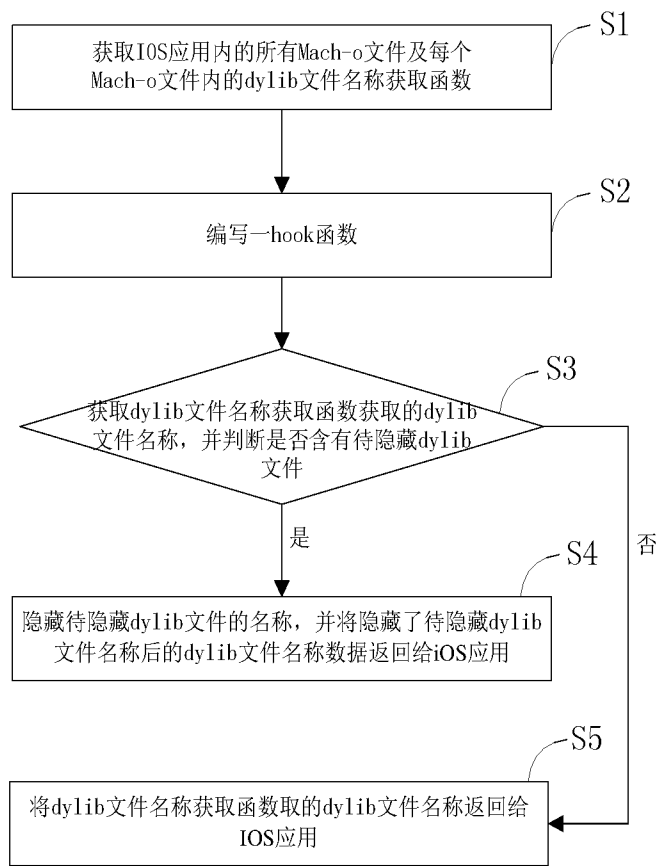 S1
获取IOS应用内的所有Mach-o文件及每个
Mach-o文件内的dylib文件名称获取函数
S2
编写一hook函数
S3
获取dylib文件名称获取函数获取的dylib
文件名称，并判断是否含有待隐藏dylib
文件
是
否
S4
隐藏待隐藏dylib文件的名称，并将隐藏了待隐藏dylib
文件名称后的dylib文件名称数据返回给iOS应用
S5
将dylib文件名称获取函数取的dylib文件名称返回给
IOS应用